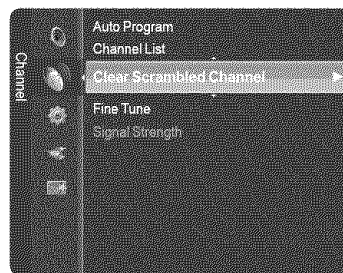 Channel
Auto Program
Channel List
Clear Scrambled Channel
Fine Tune
Signal Strength